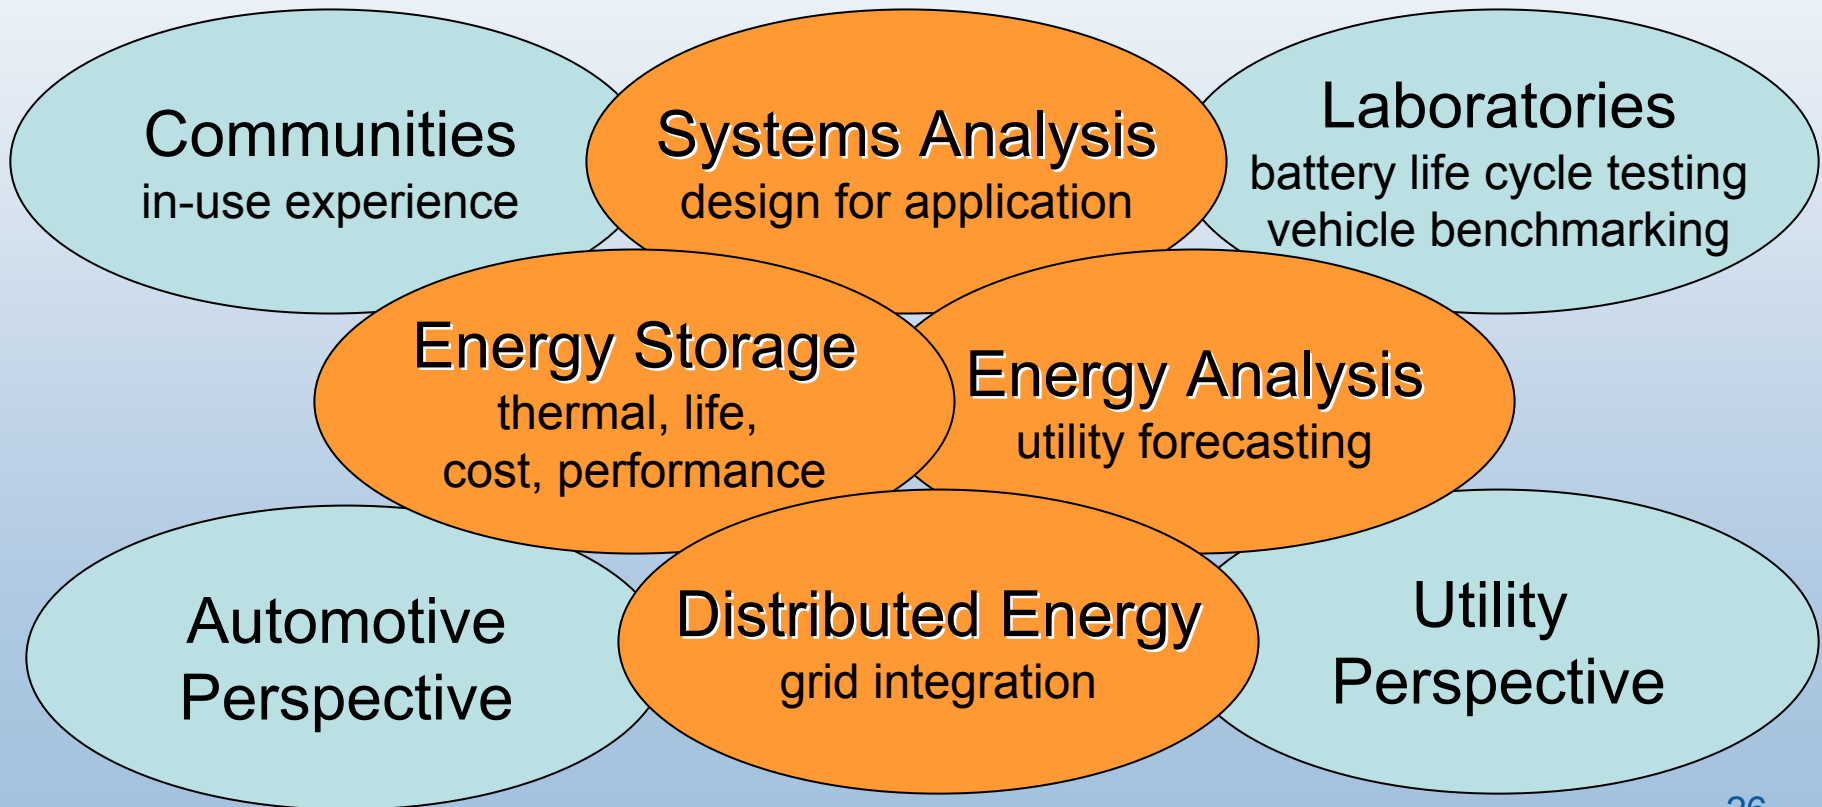 Communities
in-use experience
Systems Analysis
design for application
Laboratories
battery life cycle testing
vehicle benchmarking
Energy Storage
thermal, life,
cost, performance
Energy Analysis
utility forecasting
Automotive
Perspective
Distributed Energy
grid integration
Utility
Perspective
26